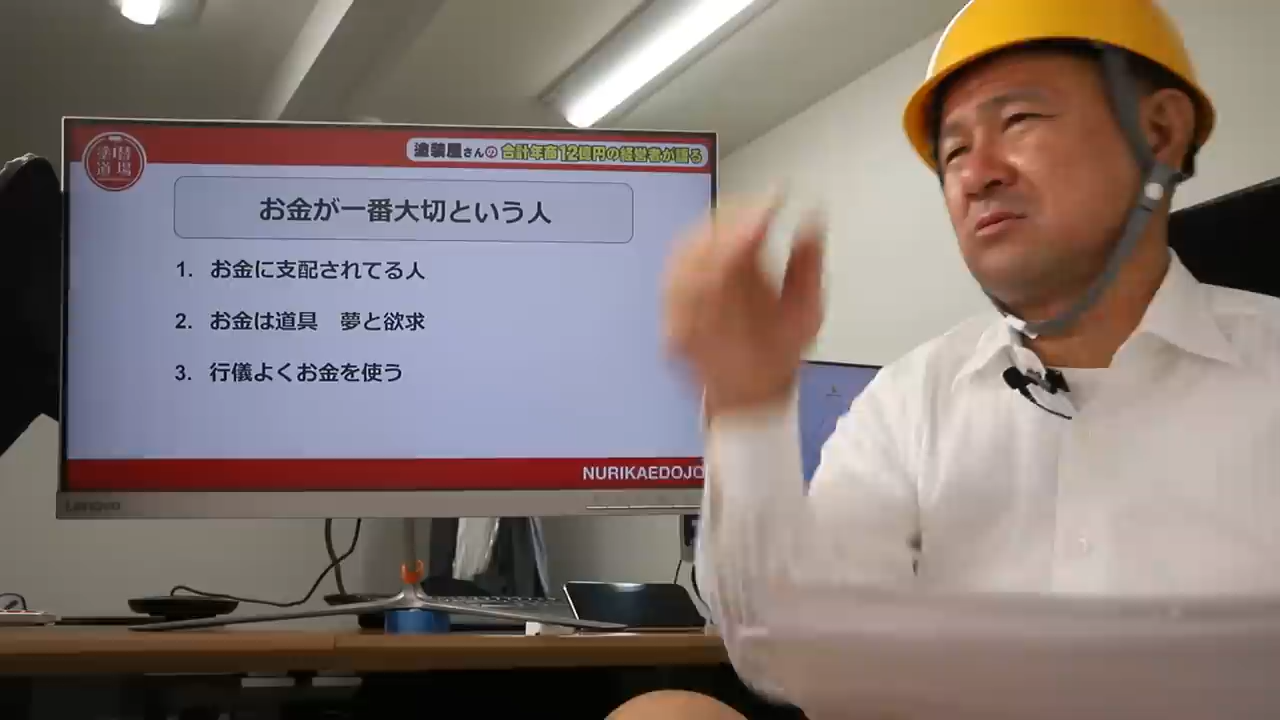 塗替
道場
塗装屋さんの 合計年商12億円の経営者が語る
お金が一番大切という人
1. お金に支配されてる人
2. お金は道具 夢と欲求
3. 行儀よくお金を使う
NURIKAEDOJO
Lenovo